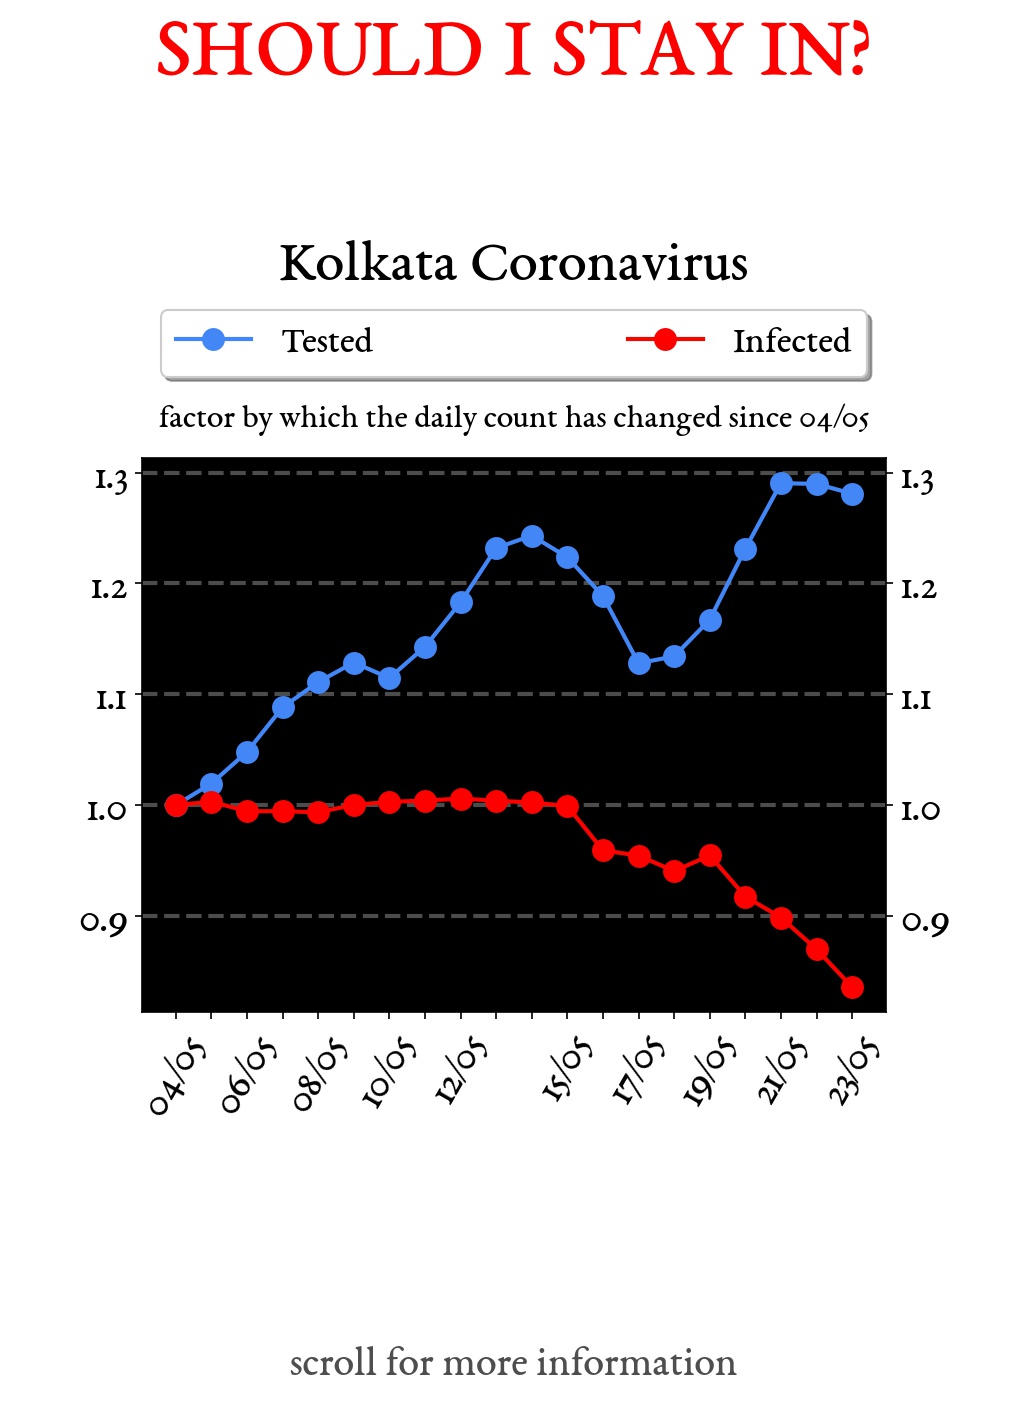 SHOULD I STAY IN?
Kolkata Coronavirus
Tested Infected
factor by which the daily count has changed since 04/05
1.3 1.3
1.2 1.2
1.1 1.1
1.0 1.0
0.9 0.9
04/05 06/05 08/05 10/05 12/05 15/05 17/05 19/05 21/05 23/05
scroll for more information